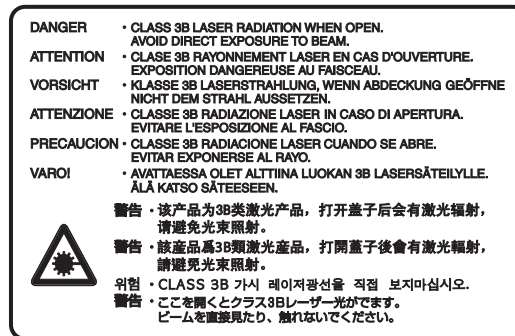 DANGER · CLASS 3B LASER RADIATION WHEN OPEN.
AVOID DIRECT EXPOSURE TO BEAM.
ATTENTION · CLASE 3B RAYONNEMENT LASER EN CAS D'OUVERTURE.
EXPOSITION DANGEREUSE AU FAISCEAU.
VORSICHT · KLASSE 3B LASERSTRAHLUNG, WENN ABDECKUNG GEÖFFNE
NICHT DEM STRAHL AUSSETZEN.
ATTENZIONE · CLASSE 3B RADIAZIONE LASER IN CASO DI APERTURA.
EVITARE L'ESPOSIZIONE AL FASCIO.
PRECAUCION · CLASSE 3B RADIACIONE LASER CUANDO SE ABRE.
EVITAR EXPONERSE AL RAYO.
VARO! · AVATTAESSA OLET ALTTIINA LUOKAN 3B LASERSÄTEILYLLE.
ÄLÄ KATSO SÄTEESEEN.
警告 · 该产品为3B类激光产品，打开盖子后会有激光辐射，
请避免光束照射。
警告 · 該産品爲3B類激光産品，打開蓋子後會有激光輻射，
請避免光束照射。
위험 · CLASS 3B 가시 레이저광선을 직접 보지마십시오.
警告 · ここを開くとクラス3Bレーザー光がでます。
ビームを直接見たり、触れないでください。